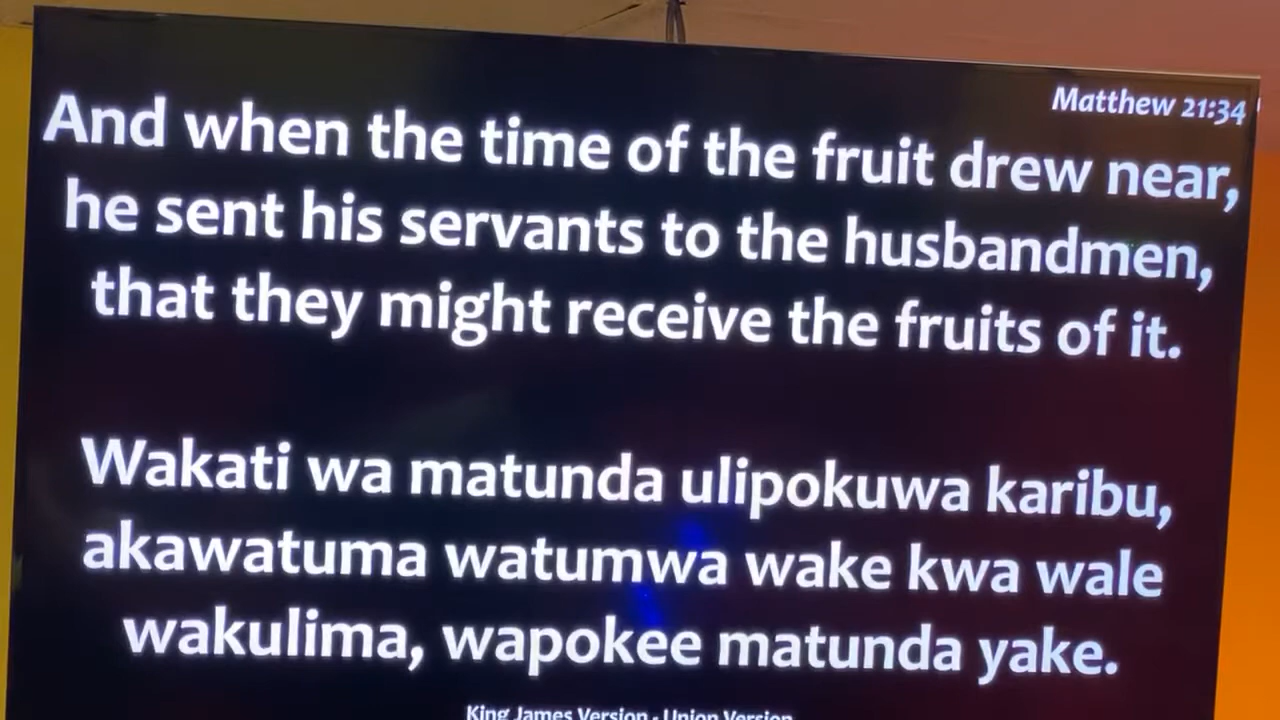 Matthew 21:34
And when the time of the fruit drew near,
he sent his servants to the husbandmen,
that they might receive the fruits of it.
Wakati wa matunda ulipokuwa karibu,
akawatuma watumwa wake kwa wale
wakulima, wapokee matunda yake.
King James Version - Union Version